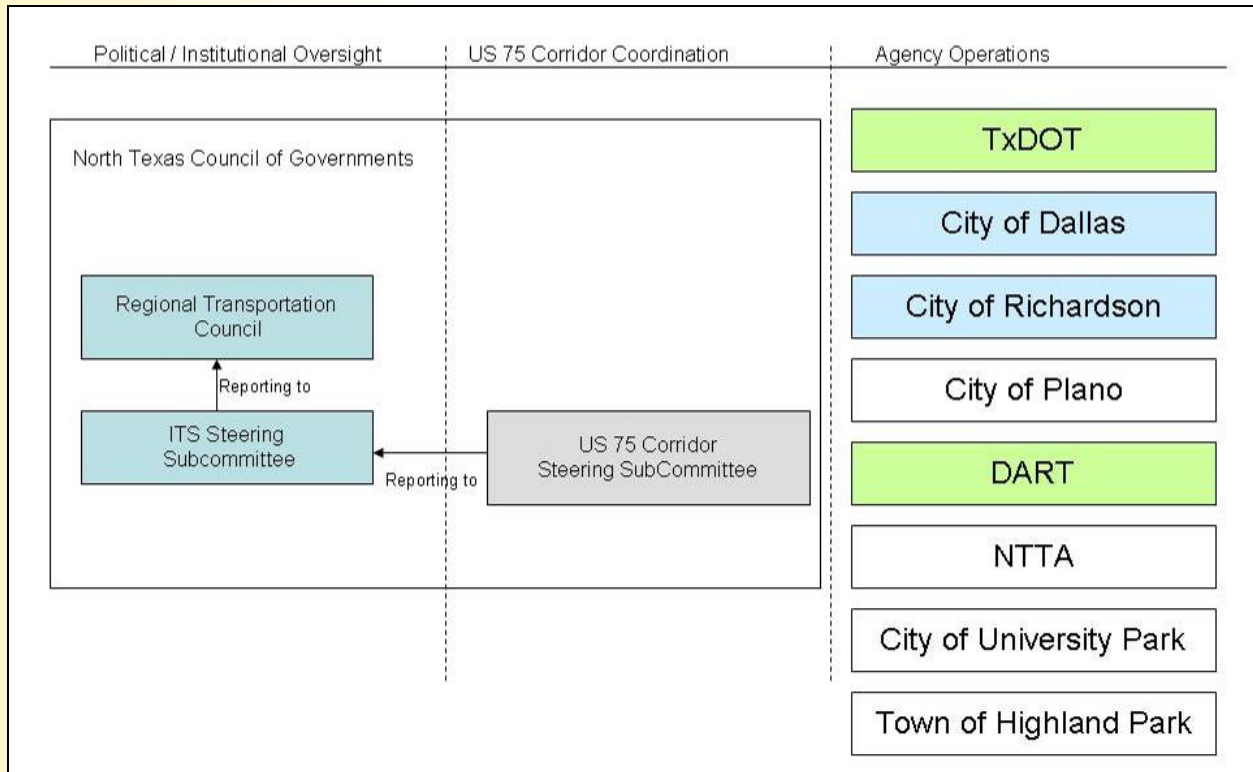 Political / Institutional Oversight
US 75 Corridor Coordination
Agency Operations
North Texas Council of Governments
Regional Transportation
Council
Reporting to
ITS Steering
Subcommittee
Reporting to
US 75 Corridor
Steering SubCommittee
TxDOT
City of Dallas
City of Richardson
City of Plano
DART
NTTA
City of University Park
Town of Highland Park